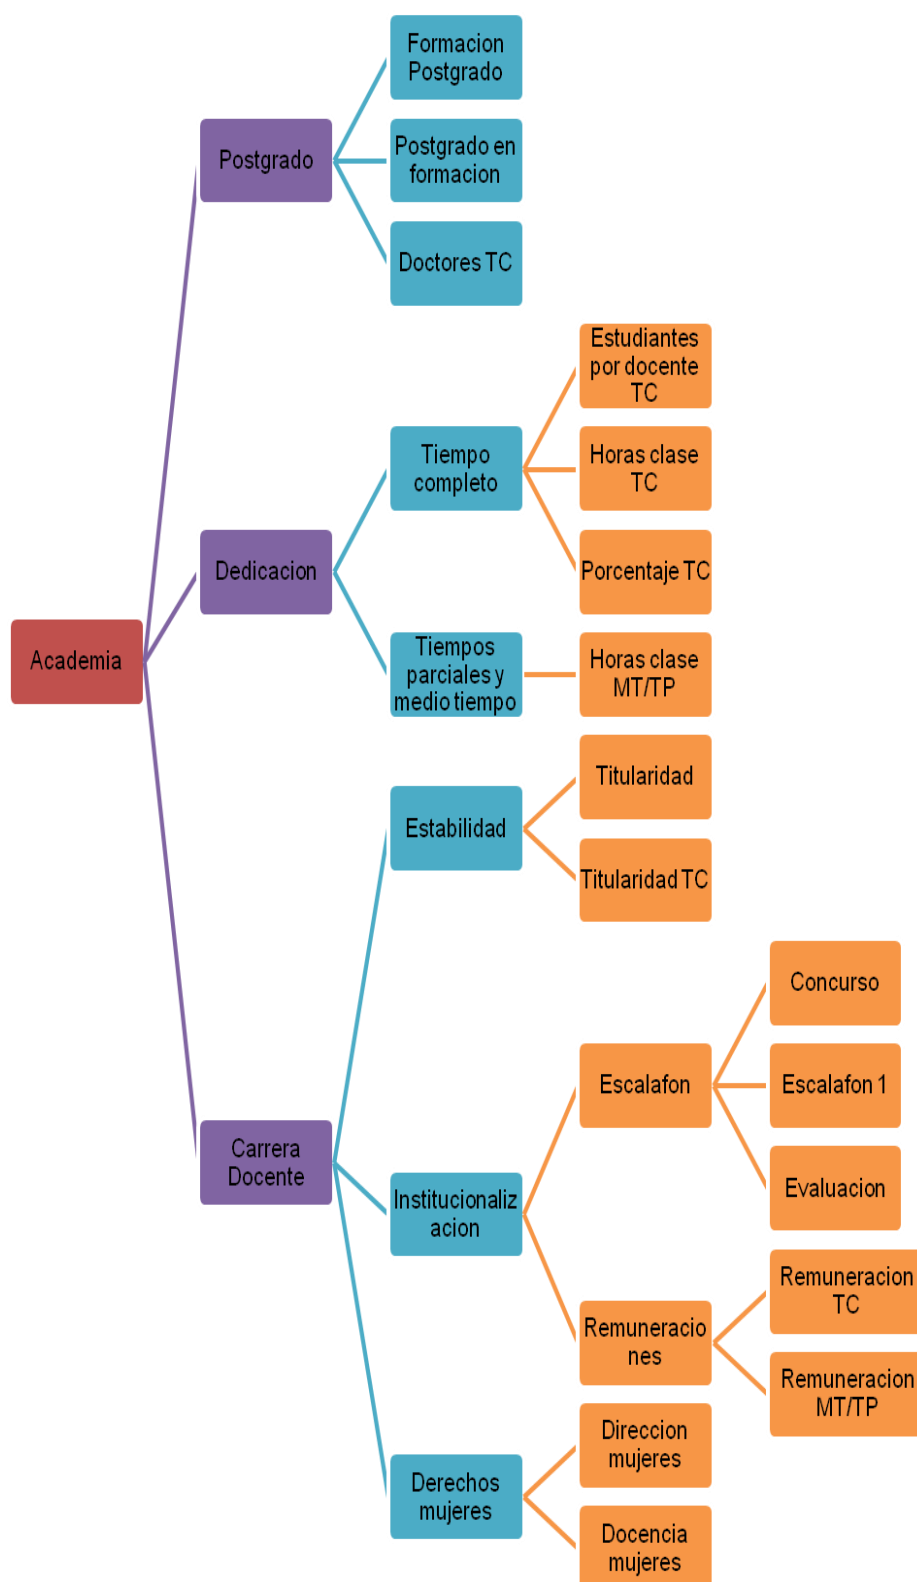 Formacion
Postgrado
Postgrado
Postgrado en
formacion
Doctores TC
Estudiantes
por docente
TC
Tiempo
completo
Horas clase
TC
Porcentaje TC
Dedicacion
Academia
Tiempos
parciales y
medio tiempo
Horas clase
MT/TP
Titularidad
Estabilidad
Titularidad TC
Concurso
Escalafon
Escalafon 1
Evaluacion
Carrera
Docente
Institucionaliz
acion
Remuneracion
TC
Remuneracio
nes
Remuneracion
MT/TP
Direccion
mujeres
Derechos
mujeres
Docencia
mujeres